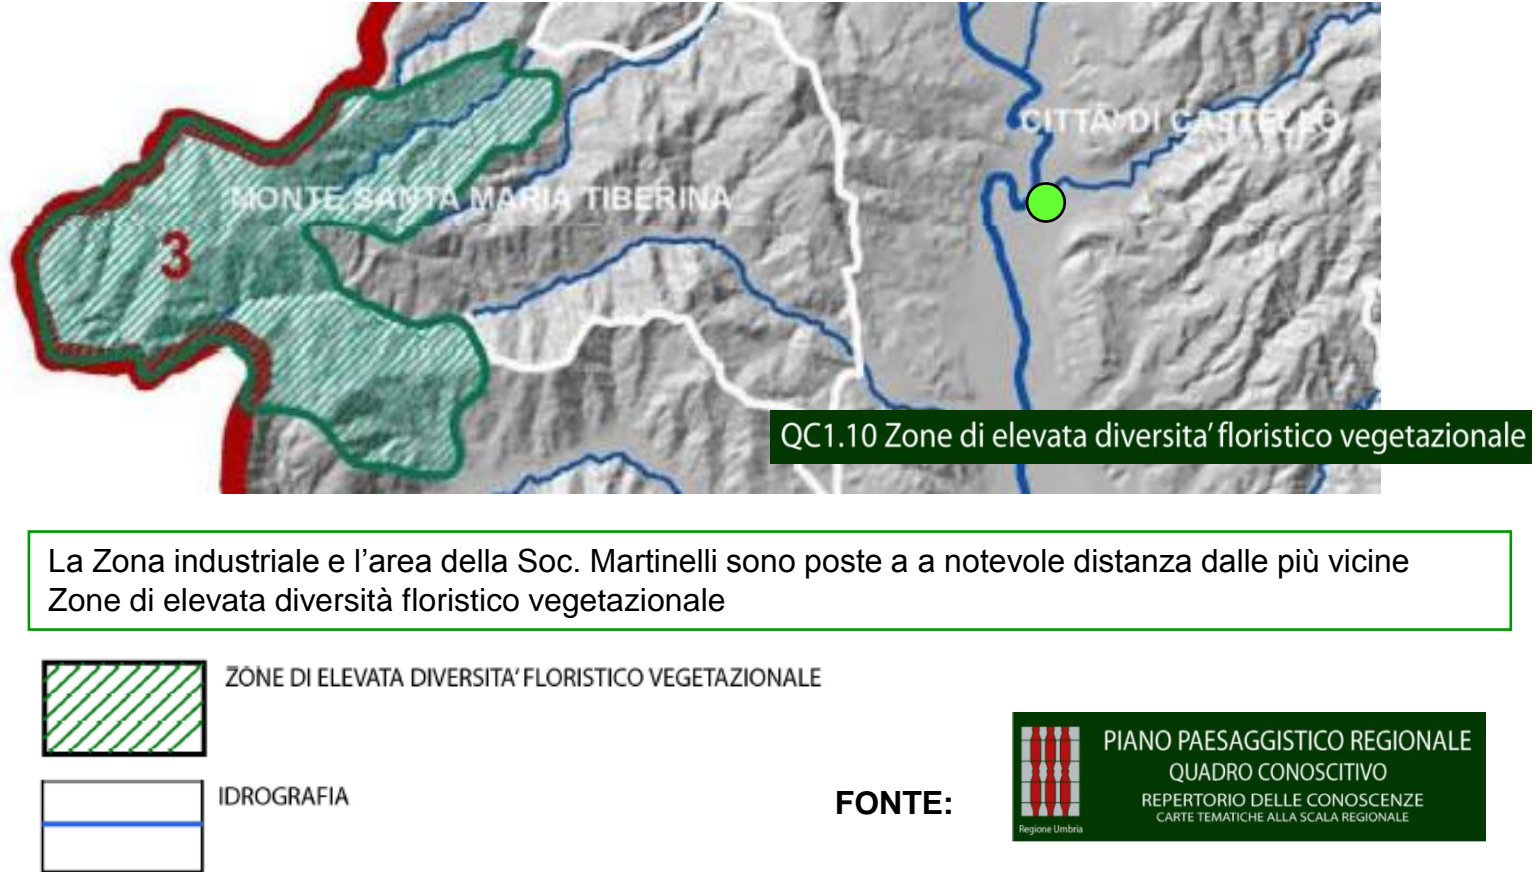 CITTÀ DI CASTELLO
MONTE SANTA MARIA TIBERINA
3
QC1.10 Zone di elevata diversita' floristico vegetazionale
La Zona industriale e l'area della Soc. Martinelli sono poste a a notevole distanza dalle più vicine
Zone di elevata diversità floristico vegetazionale
ZONE DI ELEVATA DIVERSITA' FLORISTICO VEGETAZIONALE
IDROGRAFIA
FONTE:
Regione Umbria
PIANO PAESAGGISTICO REGIONALE
QUADRO CONOSCITIVO
REPERTORIO DELLE CONOSCENZE
CARTE TEMATICHE ALLA SCALA REGIONALE